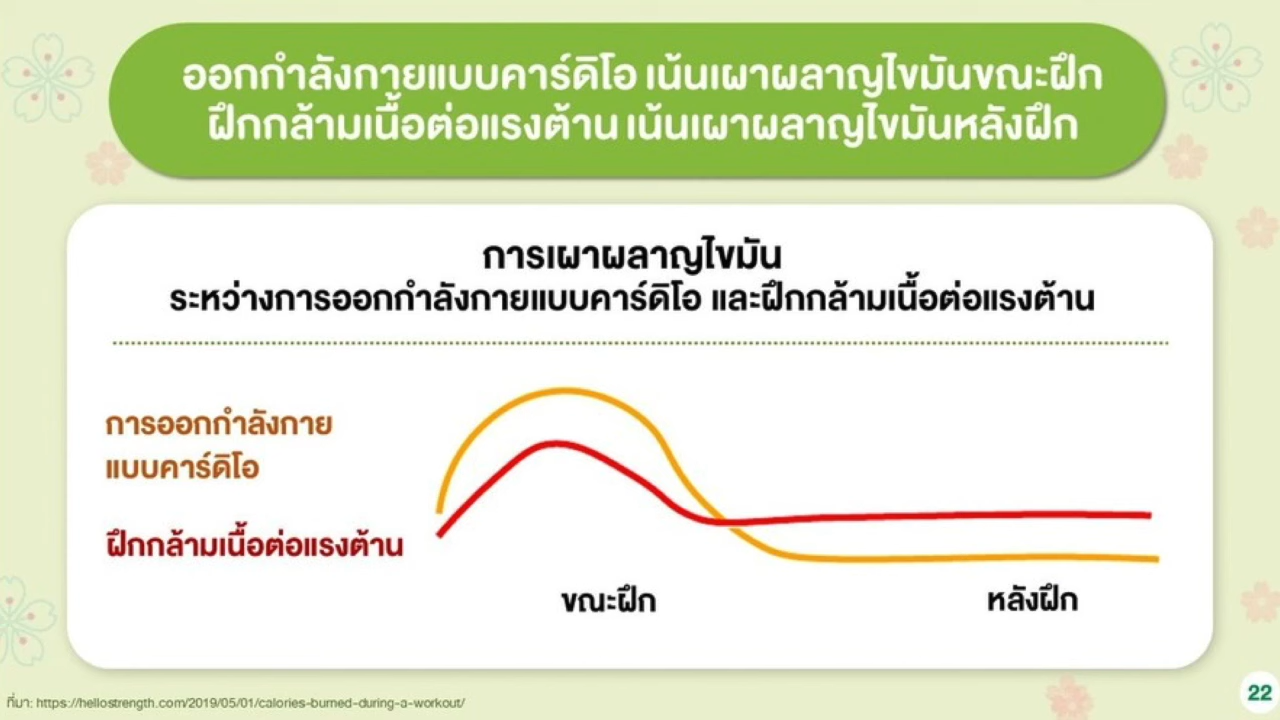 ออกกำลังกายแบบคาร์ดิโอ เน้นเผาผลาญไขมันขณะฝึก
ฝึกกล้ามเนื้อต่อแรงต้าน เน้นเผาผลาญไขมันหลังฝึก
การเผาผลาญไขมัน
ระหว่างการออกกำลังกายแบบคาร์ดิโอ และฝึกกล้ามเนื้อต่อแรงต้าน
การออกกำลังกาย
แบบคาร์ดิโอ
ฝึกกล้ามเนื้อต่อแรงต้าน
ขณะฝึก
หลังฝึก
ที่มา: https://hellostrength.com/2019/05/01/calories-burned-during-a-workout/
22